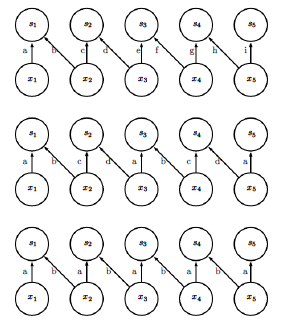 s1 s2 s3 s4 s5
a b c d e f g h i
x1 x2 x3 x4 x5
s1 s2 s3 s4 s5
a b c d a b c d a
x1 x2 x3 x4 x5
s1 s2 s3 s4 s5
a b a b a b a b a
x1 x2 x3 x4 x5